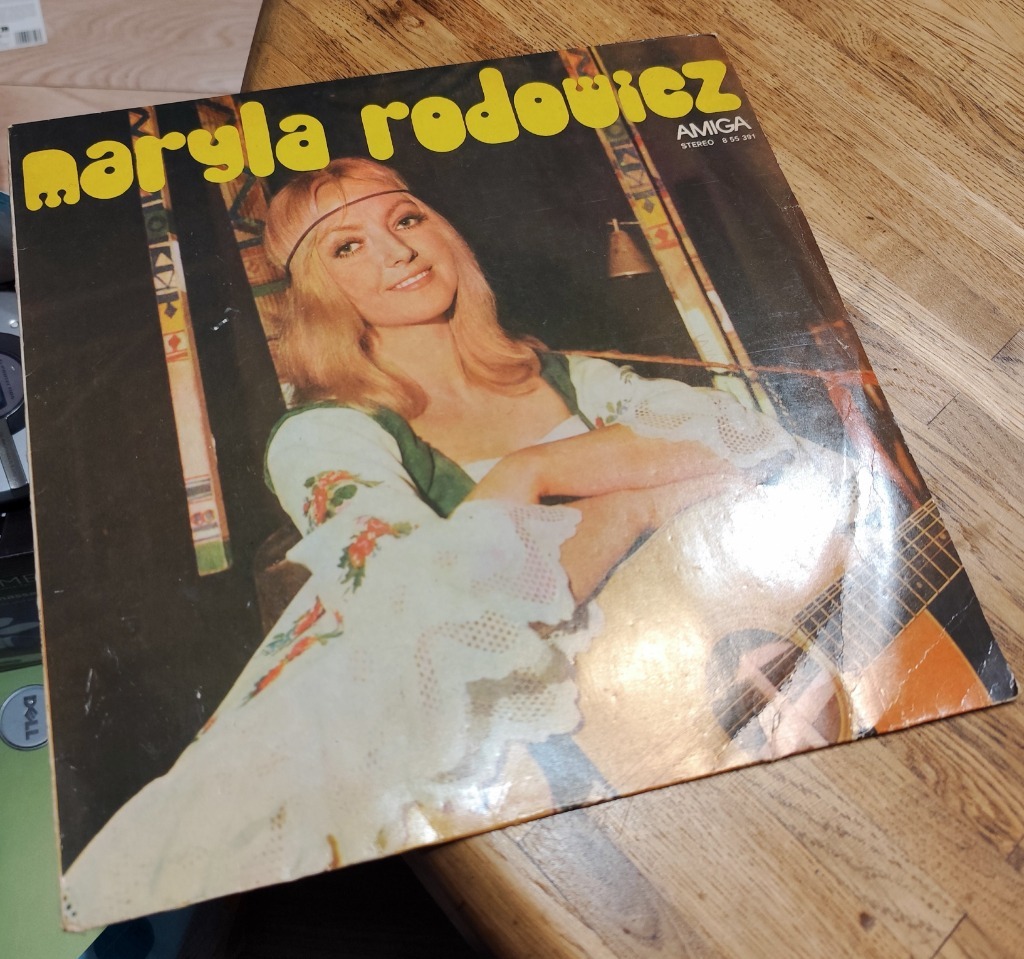 maryla rodowicz
AMIGA
STEREO 8 55 391
DELL